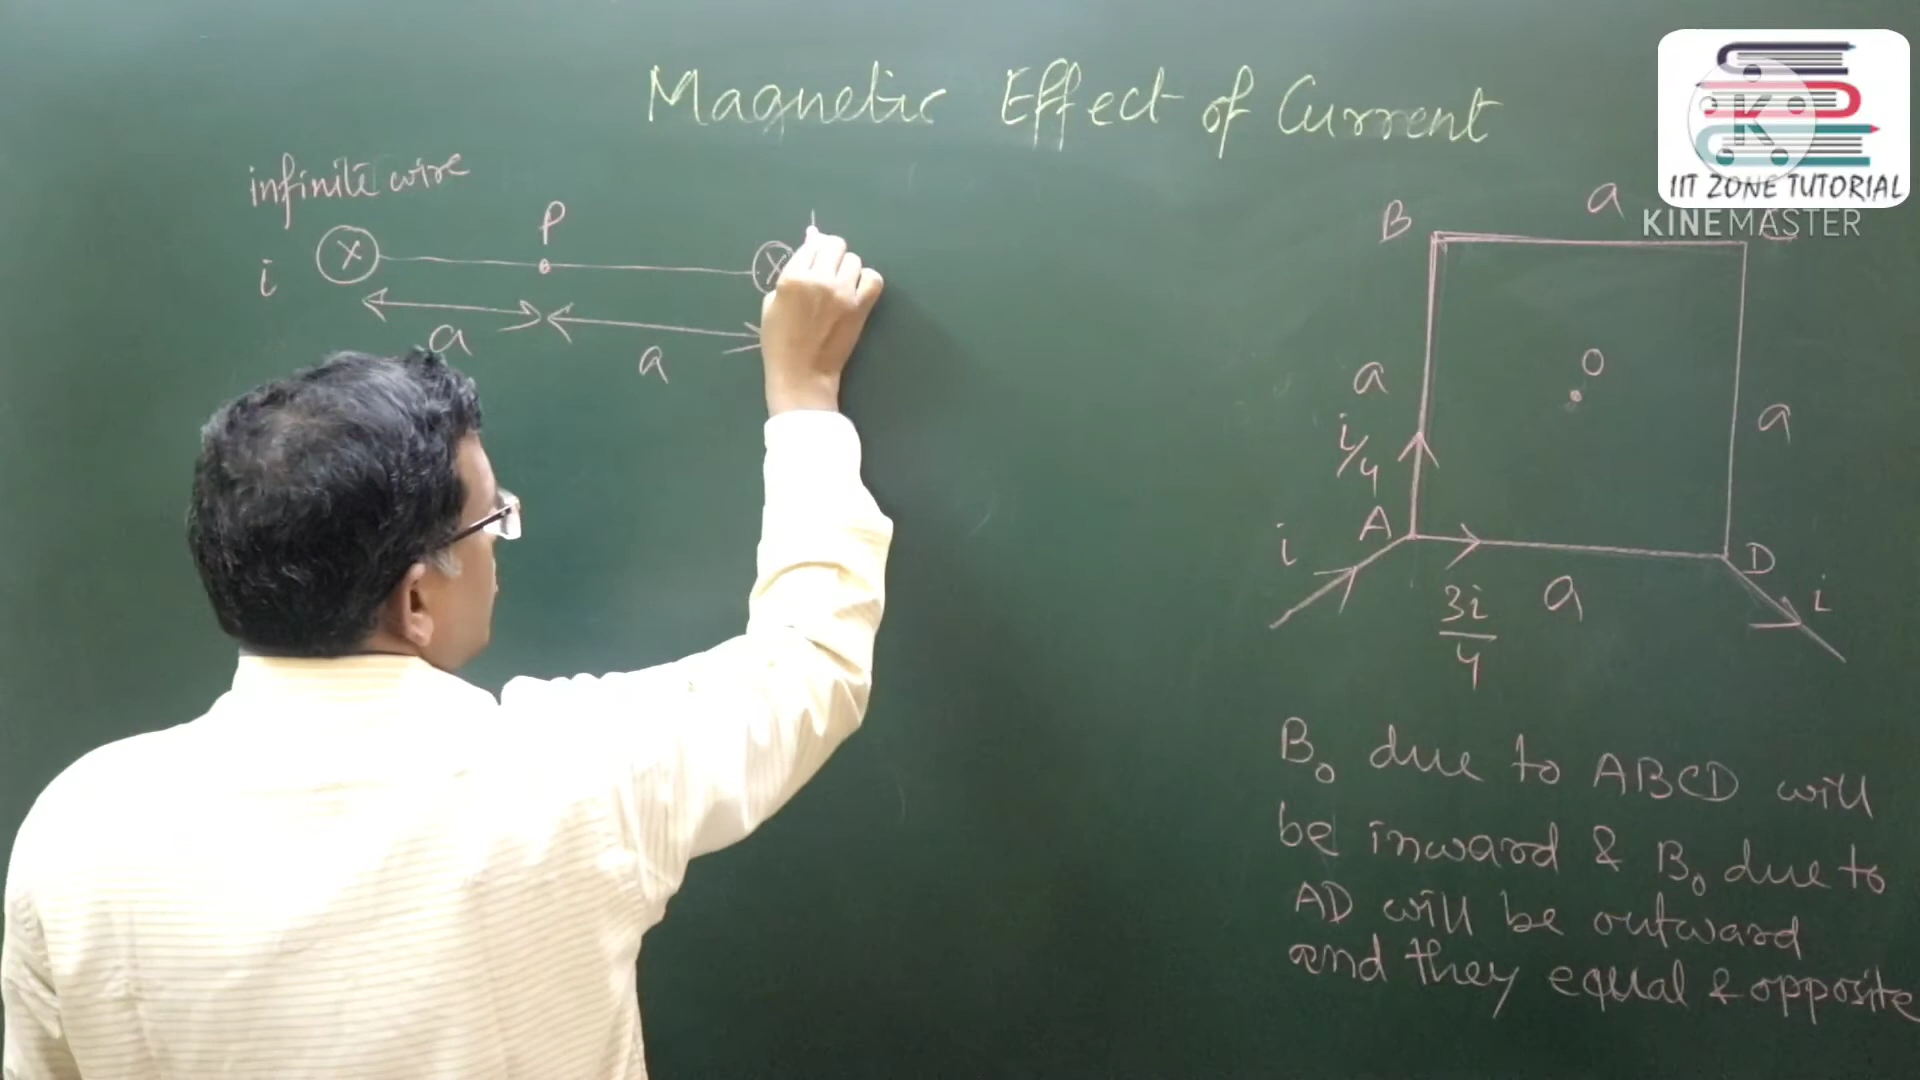 Magnetic Effect of Current
IIT ZONE TUTORIAL
KINEMASTER
K
infinite wire
P
i
X
X
a
a
B
a
a
O
a
i/4
A
i
D
i
3i/4
a
B₀ due to ABCD will
be inward & B₀ due to
AD will be outward
and they equal & opposite